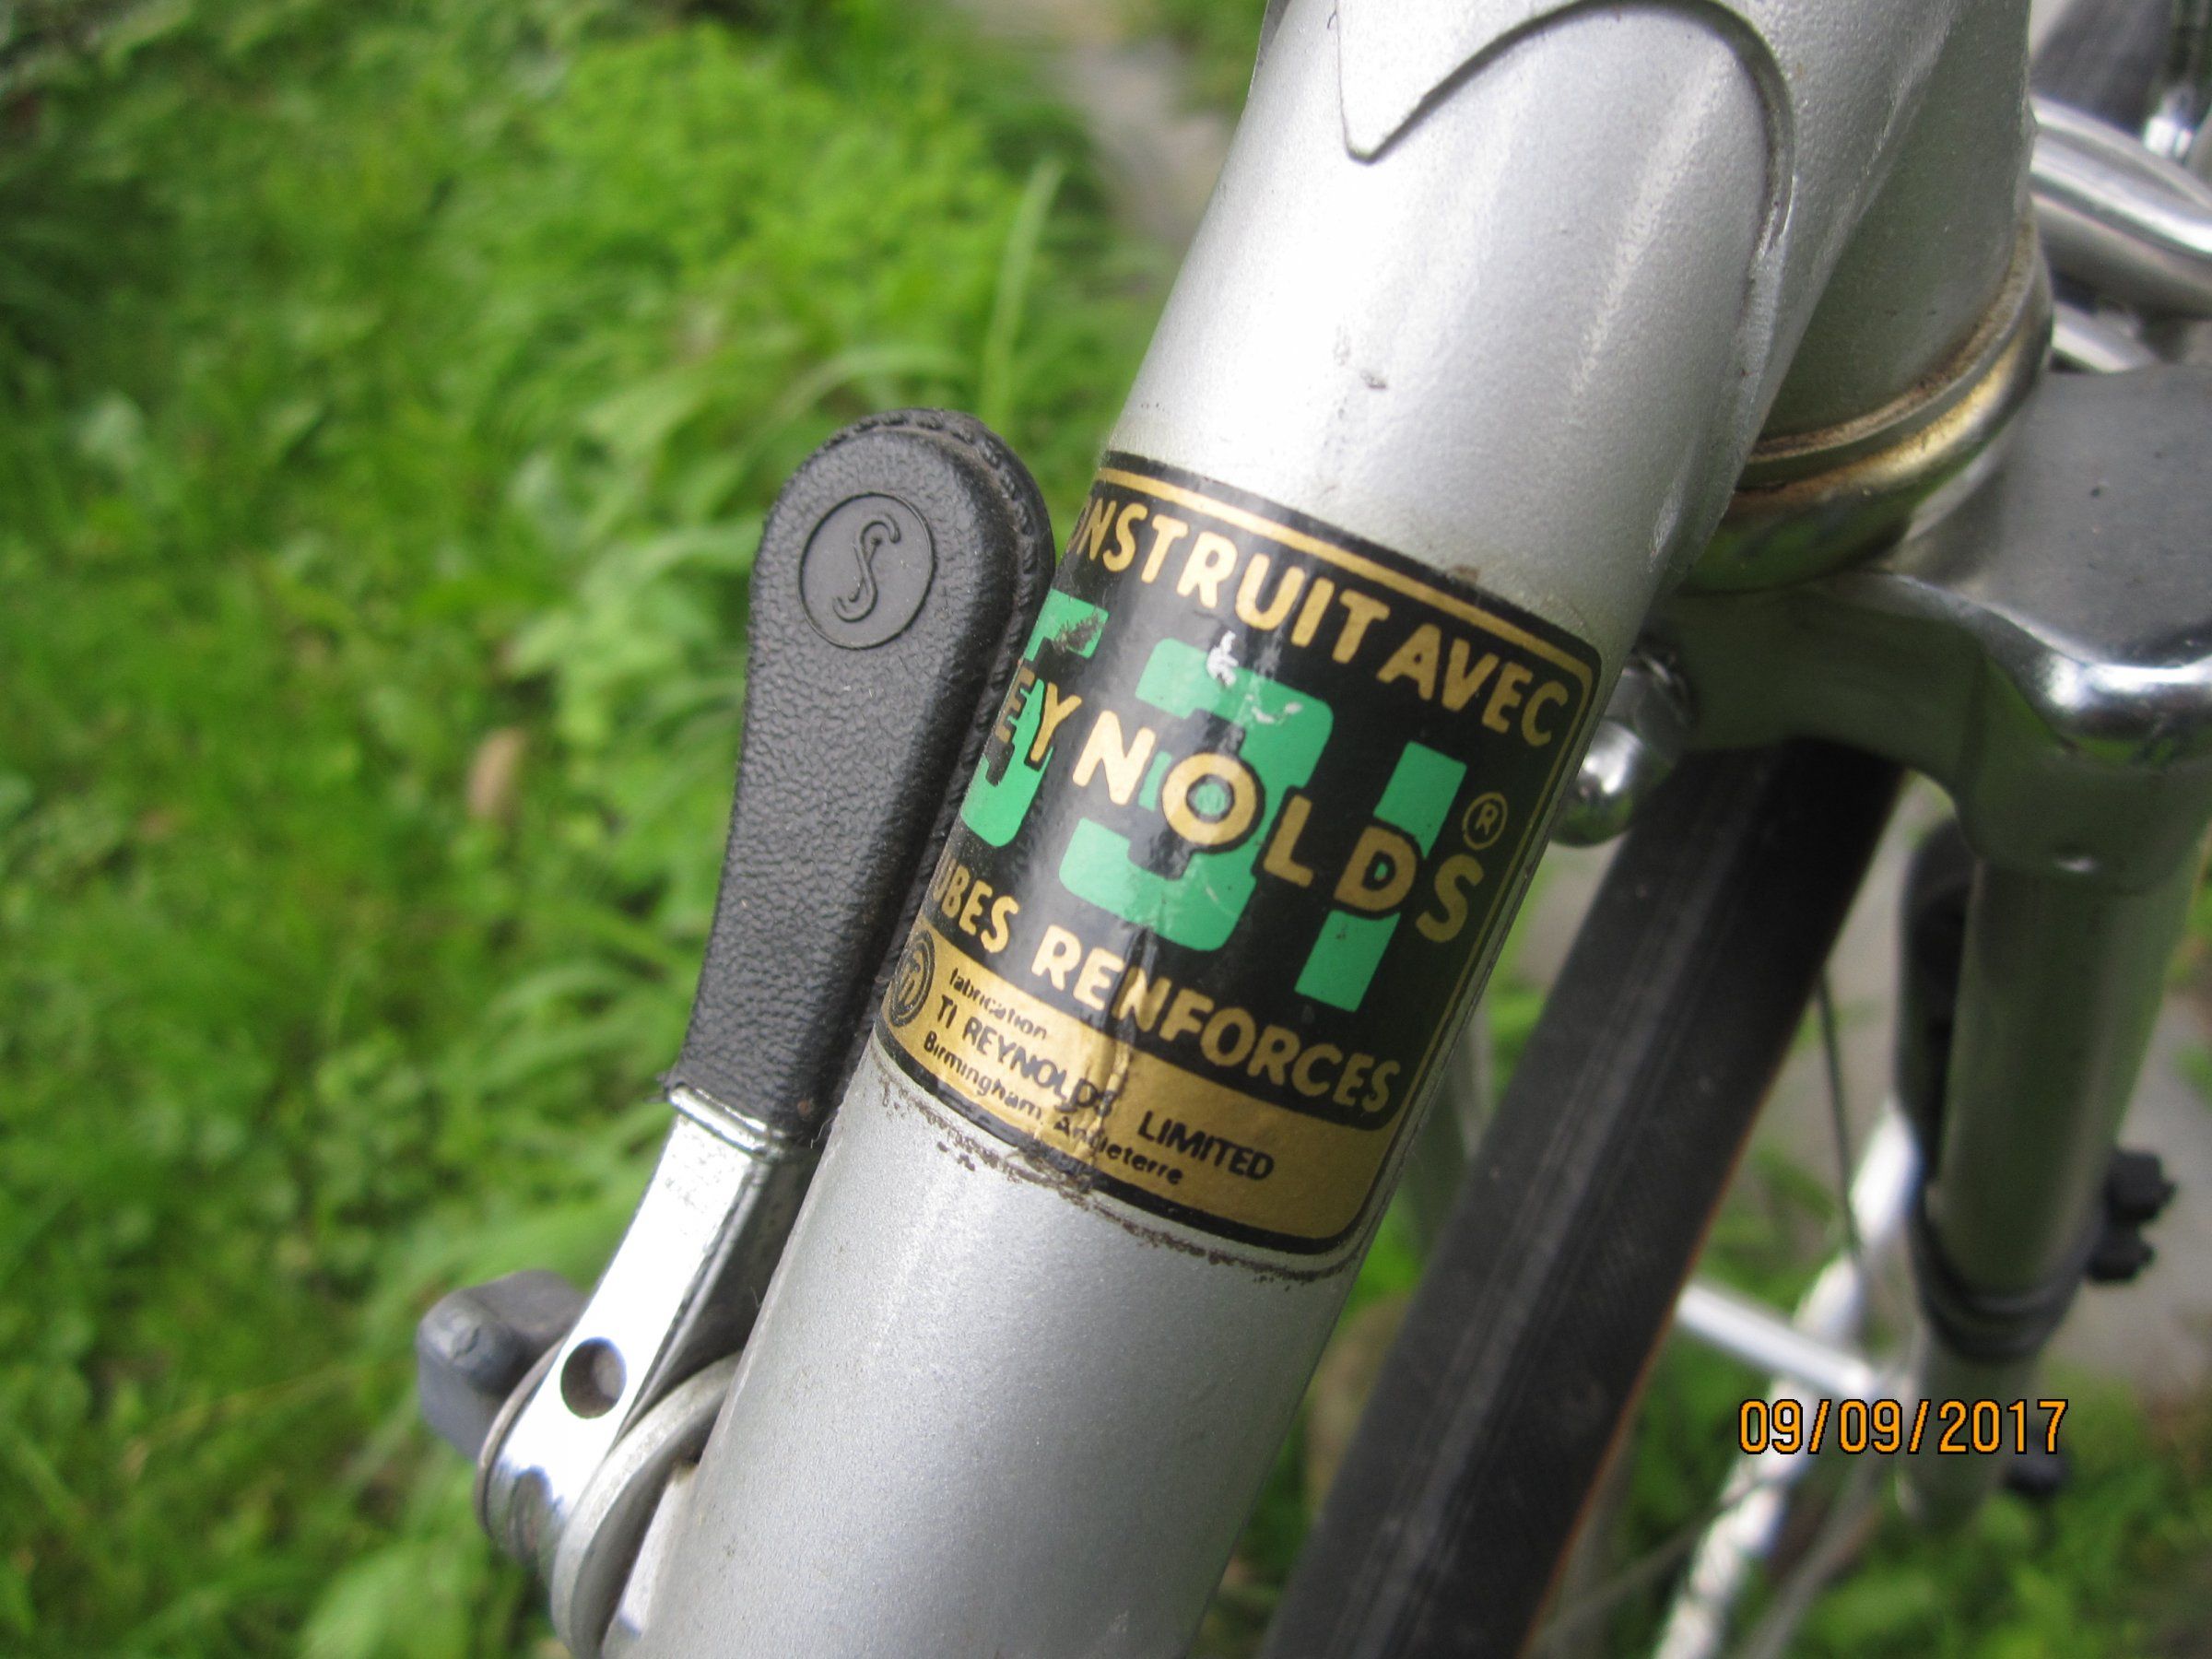 ONSTRUIT AVEC
531
EYNOLDS®
UBES RENFORCES
fabrication
TI REYNOLDS LIMITED
Birmingham, Angleterre
S
09/09/2017